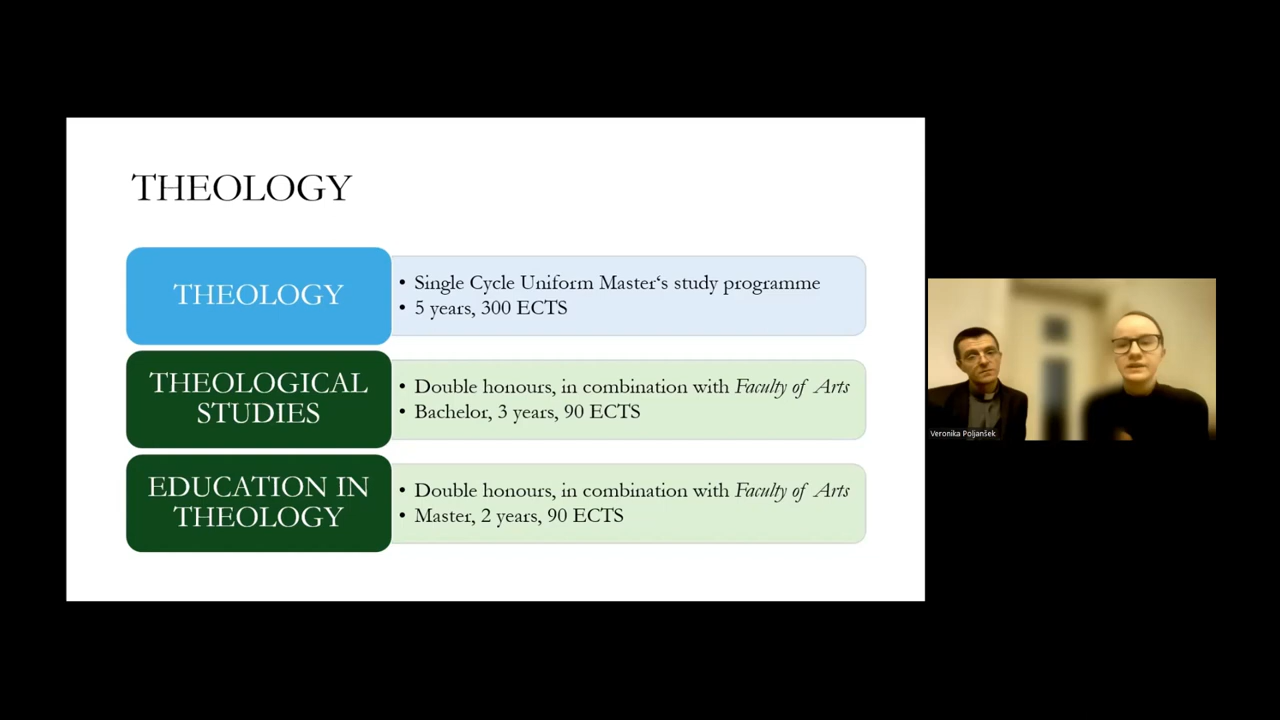 THEOLOGY
THEOLOGY
• Single Cycle Uniform Master‘s study programme
• 5 years, 300 ECTS
THEOLOGICAL
STUDIES
• Double honours, in combination with Faculty of Arts
• Bachelor, 3 years, 90 ECTS
EDUCATION IN
THEOLOGY
• Double honours, in combination with Faculty of Arts
• Master, 2 years, 90 ECTS
Veronika Poljanšek